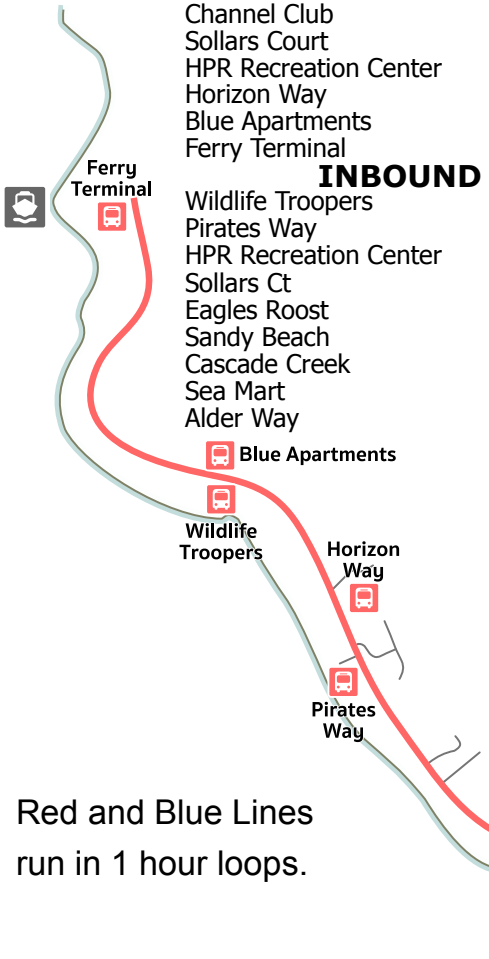 Channel Club
Sollars Court
HPR Recreation Center
Horizon Way
Blue Apartments
Ferry Terminal
INBOUND
Wildlife Troopers
Pirates Way
HPR Recreation Center
Sollars Ct
Eagles Roost
Sandy Beach
Cascade Creek
Sea Mart
Alder Way
Ferry
Terminal
Blue Apartments
Wildlife
Troopers
Horizon
Way
Pirates
Way
Red and Blue Lines
run in 1 hour loops.